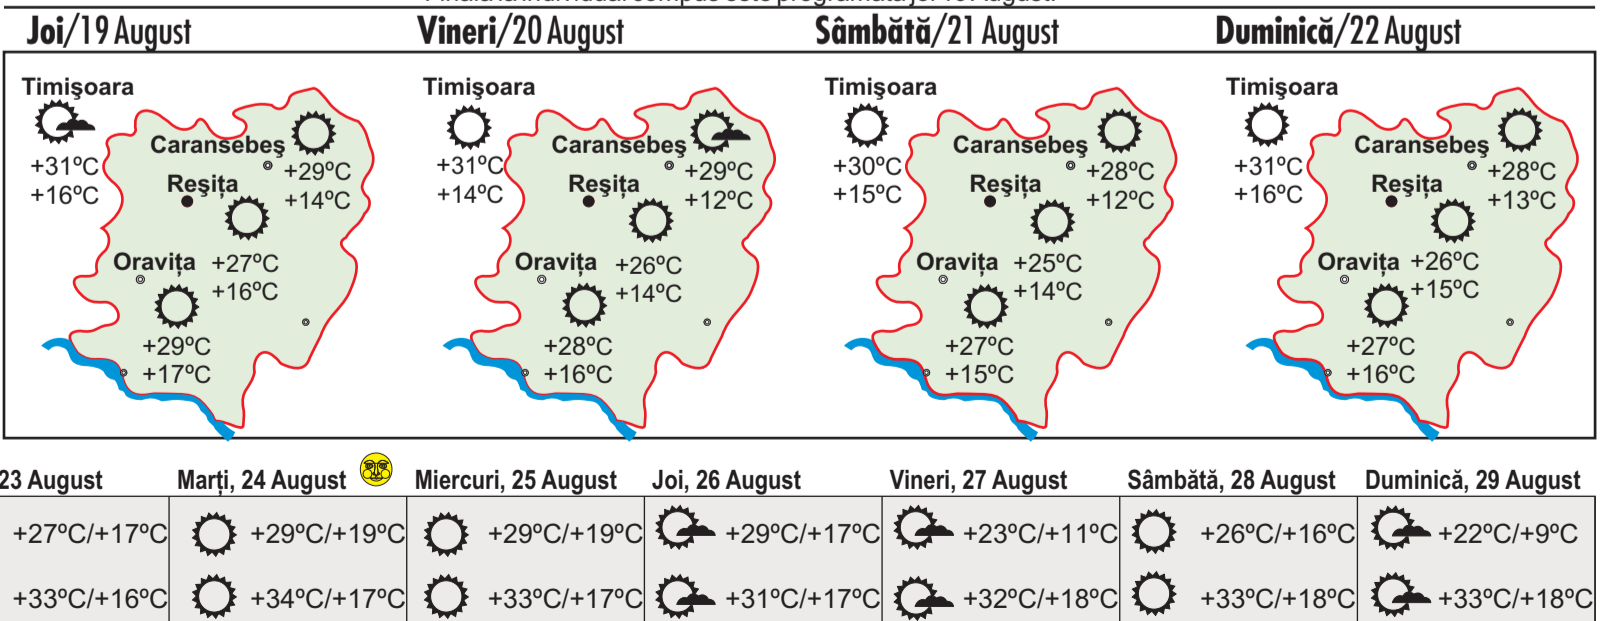 Joi/19 August Vineri/20 August Sâmbătă/21 August Duminică/22 August
Timişoara
+31ºC
+16ºC
Caransebeş
+29ºC
+14ºC
Reşiţa
+27ºC
+16ºC
Oraviţa
+29ºC
+17ºC
Timişoara
+31ºC
+14ºC
Caransebeş
+29ºC
+12ºC
Reşiţa
+26ºC
+14ºC
Oraviţa
+28ºC
+16ºC
Timişoara
+30ºC
+15ºC
Caransebeş
+28ºC
+12ºC
Reşiţa
+25ºC
+14ºC
Oraviţa
+27ºC
+15ºC
Timişoara
+31ºC
+16ºC
Caransebeş
+28ºC
+13ºC
Reşiţa
+26ºC
+15ºC
Oraviţa
+27ºC
+16ºC
23 August Marţi, 24 August Miercuri, 25 August Joi, 26 August Vineri, 27 August Sâmbătă, 28 August Duminică, 29 August
+27ºC/+17ºC +29ºC/+19ºC +29ºC/+19ºC +29ºC/+17ºC +23ºC/+11ºC +26ºC/+16ºC +22ºC/+9ºC
+33ºC/+16ºC +34ºC/+17ºC +33ºC/+17ºC +31ºC/+17ºC +32ºC/+18ºC +33ºC/+18ºC +33ºC/+18ºC